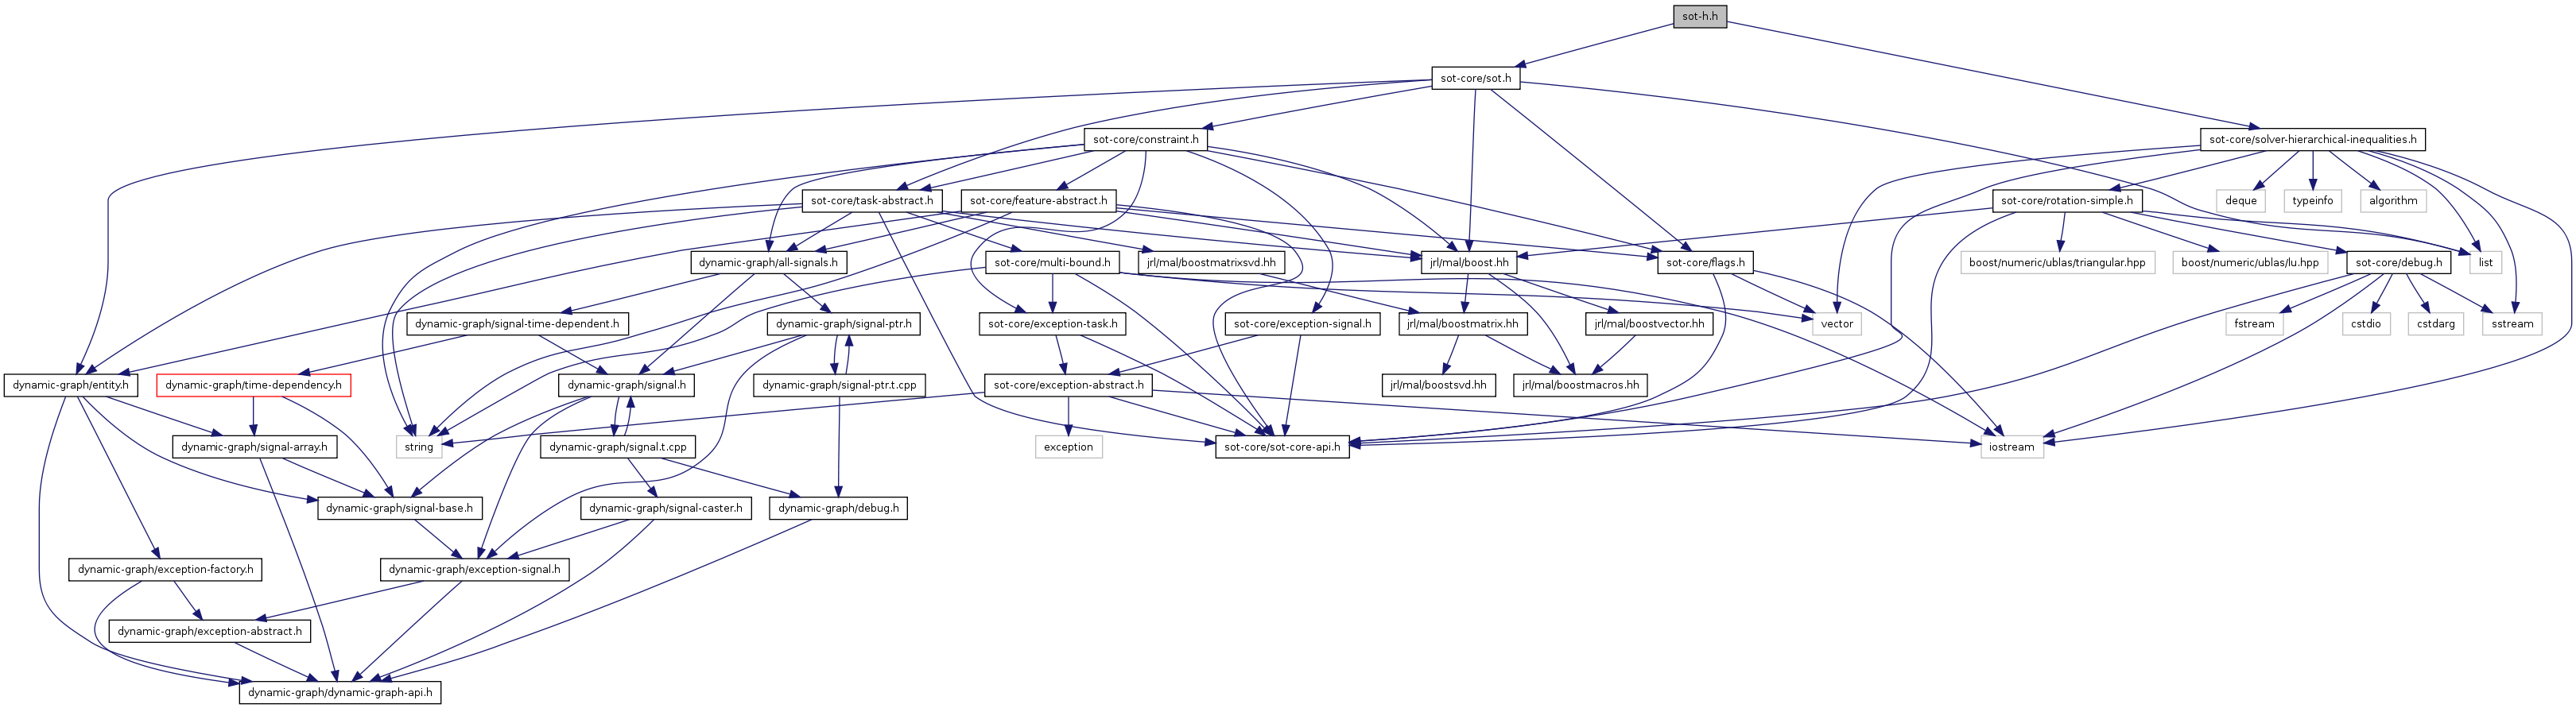 sot-h.h
sot-core/sot.h
sot-core/constraint.h
sot-core/solver-hierarchical-inequalities.h
sot-core/task-abstract.h
sot-core/feature-abstract.h
sot-core/rotation-simple.h
deque
typeinfo
algorithm
dynamic-graph/all-signals.h
sot-core/multi-bound.h
jrl/mal/boostmatrixsvd.hh
jrl/mal/boost.hh
sot-core/flags.h
boost/numeric/ublas/triangular.hpp
boost/numeric/ublas/lu.hpp
sot-core/debug.h
list
dynamic-graph/signal-time-dependent.h
dynamic-graph/signal-ptr.h
sot-core/exception-task.h
sot-core/exception-signal.h
jrl/mal/boostmatrix.hh
jrl/mal/boostvector.hh
vector
fstream
cstdio
cstdarg
sstream
dynamic-graph/entity.h
dynamic-graph/time-dependency.h
dynamic-graph/signal.h
dynamic-graph/signal-ptr.t.cpp
sot-core/exception-abstract.h
jrl/mal/boostsvd.hh
jrl/mal/boostmacros.hh
dynamic-graph/signal-array.h
string
dynamic-graph/signal.t.cpp
exception
sot-core/sot-core-api.h
iostream
dynamic-graph/signal-base.h
dynamic-graph/signal-caster.h
dynamic-graph/debug.h
dynamic-graph/exception-factory.h
dynamic-graph/exception-signal.h
dynamic-graph/exception-abstract.h
dynamic-graph/dynamic-graph-api.h